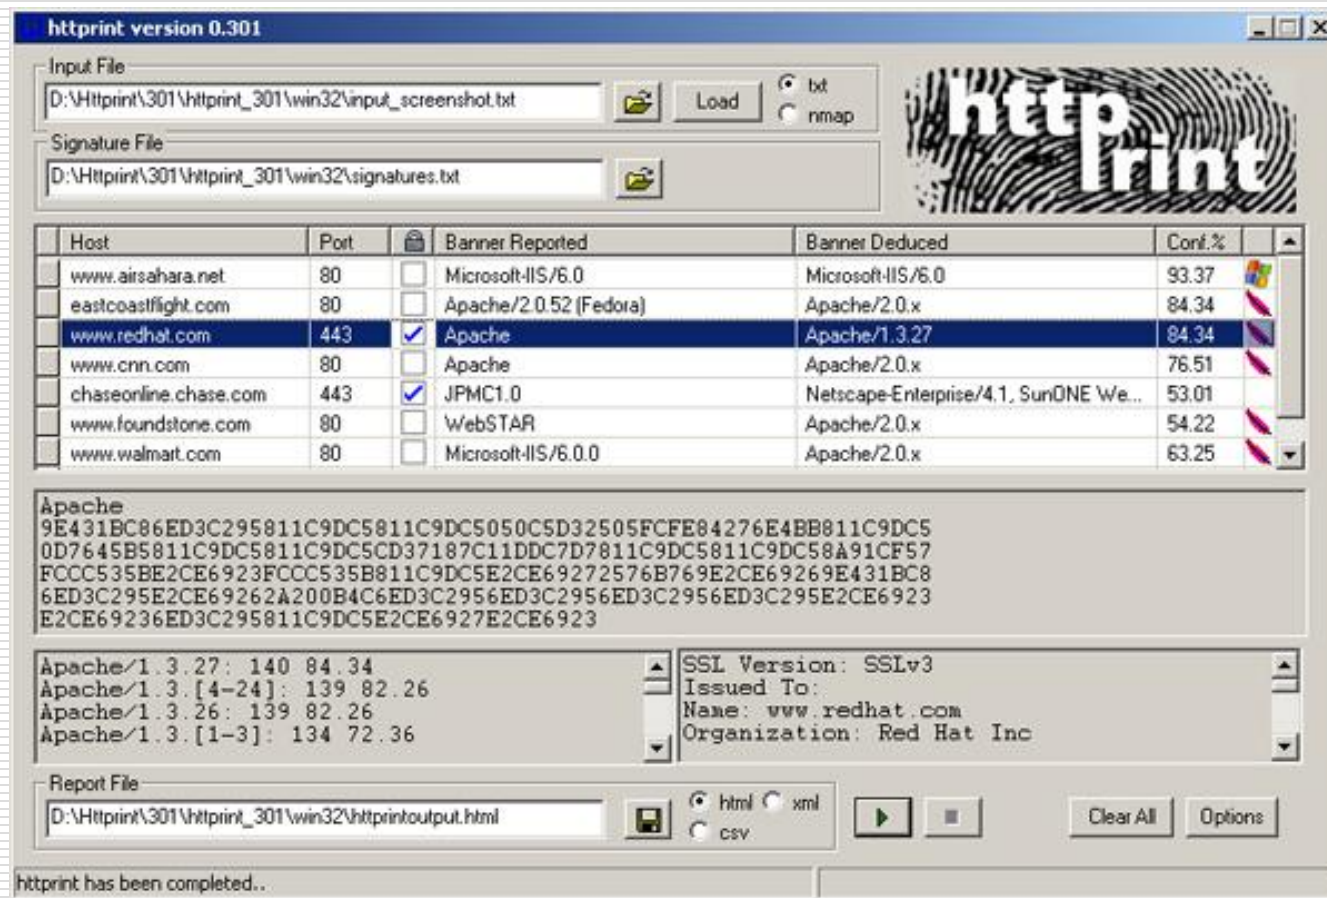 httprint version 0.301
Input File
D:\Httprint\301\httprint_301\win32\input_screenshot.txt
Load
txt
nmap
http
print
Signature File
D:\Httprint\301\httprint_301\win32\signatures.txt
Host Port Banner Reported Banner Deduced Conf.%
www.airsahara.net 80 Microsoft-IIS/6.0 Microsoft-IIS/6.0 93.37
eastcoastflight.com 80 Apache/2.0.52 (Fedora) Apache/2.0.x 84.34
www.redhat.com 443 Apache Apache/1.3.27 84.34
www.cnn.com 80 Apache Apache/2.0.x 76.51
chaseonline.chase.com 443 JPMC1.0 Netscape-Enterprise/4.1, SunONE We... 53.01
www.foundstone.com 80 WebSTAR Apache/2.0.x 54.22
www.walmart.com 80 Microsoft-IIS/6.0.0 Apache/2.0.x 63.25
Apache
9E431BC86ED3C295811C9DC5811C9DC5050C5D32505FCFE84276E4BB811C9DC5
0D7645B5811C9DC5811C9DC5CD37187C11DDC7D7811C9DC5811C9DC58A91CF57
FCCC535BE2CE6923FCCC535B811C9DC5E2CE69272576B769E2CE69269E431BC8
6ED3C295E2CE69262A200B4C6ED3C2956ED3C2956ED3C2956ED3C295E2CE6923
E2CE69236ED3C295811C9DC5E2CE6927E2CE6923
Apache/1.3.27: 140 84.34
Apache/1.3.[4-24]: 139 82.26
Apache/1.3.26: 139 82.26
Apache/1.3.[1-3]: 134 72.36
SSL Version: SSLv3
Issued To:
Name: www.redhat.com
Organization: Red Hat Inc
Report File
D:\Httprint\301\httprint_301\win32\httprintoutput.html
html xml
csv
Clear All
Options
httprint has been completed..